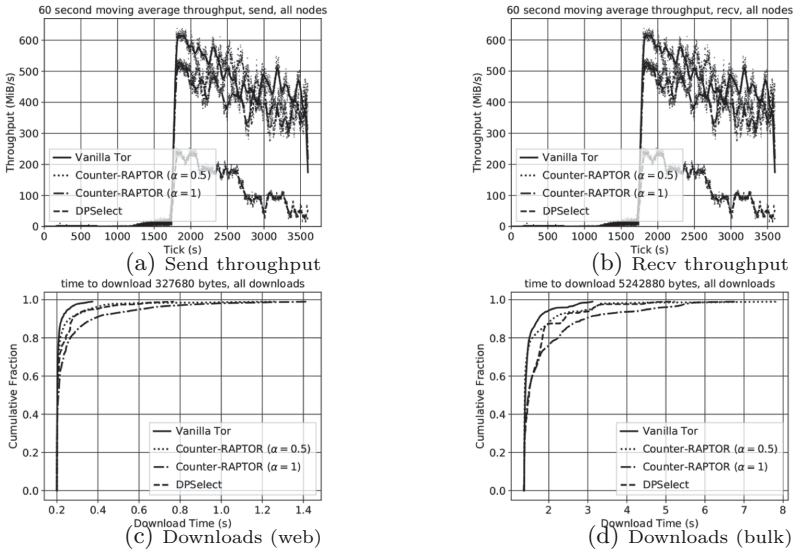 60 second moving average throughput, send, all nodes
600
500
400
300
200
100
0
Throughput (MiB/s)
Vanilla Tor
Counter-RAPTOR (α = 0.5)
Counter-RAPTOR (α = 1)
DPSelect
0 500 1000 1500 2000 2500 3000 3500
Tick (s)
(a) Send throughput
60 second moving average throughput, recv, all nodes
600
500
400
300
200
100
0
Throughput (MiB/s)
Vanilla Tor
Counter-RAPTOR (α = 0.5)
Counter-RAPTOR (α = 1)
DPSelect
0 500 1000 1500 2000 2500 3000 3500
Tick (s)
(b) Recv throughput
time to download 327680 bytes, all downloads
1.0
0.8
0.6
0.4
0.2
0.0
Cumulative Fraction
Vanilla Tor
Counter-RAPTOR (α = 0.5)
Counter-RAPTOR (α = 1)
DPSelect
0.2 0.4 0.6 0.8 1.0 1.2 1.4
Download Time (s)
(c) Downloads (web)
time to download 5242880 bytes, all downloads
1.0
0.8
0.6
0.4
0.2
0.0
Cumulative Fraction
Vanilla Tor
Counter-RAPTOR (α = 0.5)
Counter-RAPTOR (α = 1)
DPSelect
2 3 4 5 6 7 8
Download Time (s)
(d) Downloads (bulk)